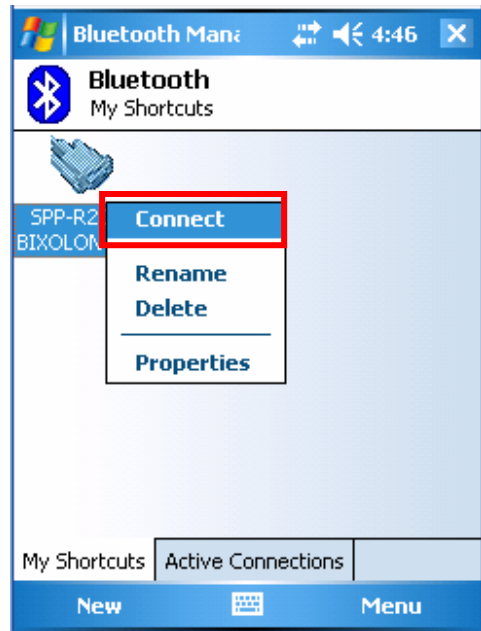 Bluetooth Mana
4:46
Bluetooth
My Shortcuts
SPP-R2
BIXOLON
Connect
Rename
Delete
Properties
My Shortcuts
Active Connections
New
Menu